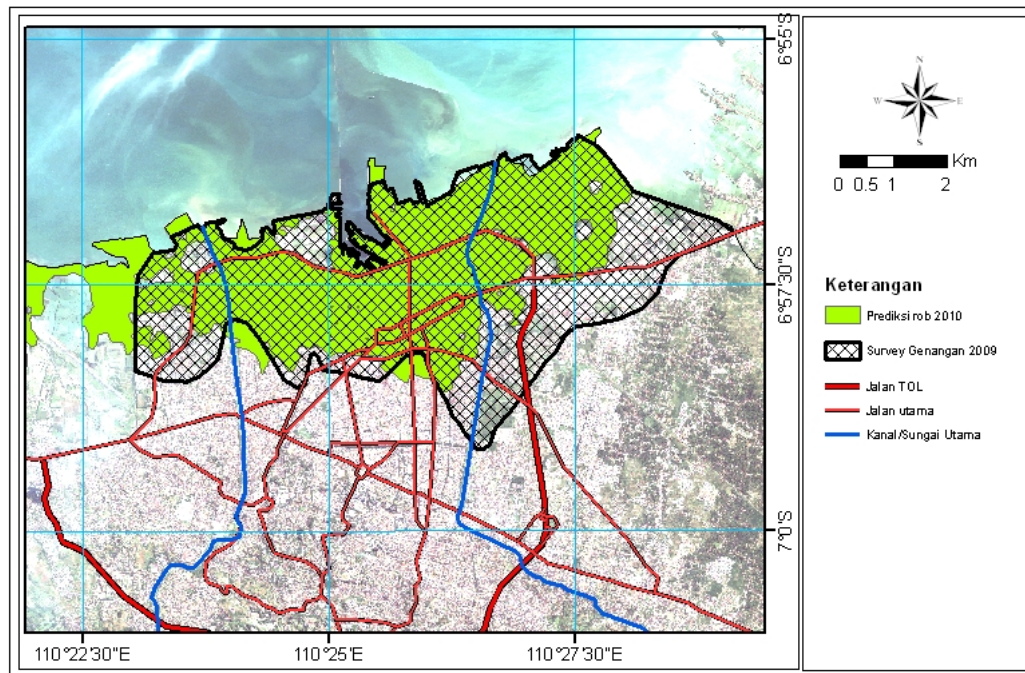 6°55'S
6°57'30"S
7°0'S
110°22'30"E
110°25'E
110°27'30"E
N
W
E
S
Km
0 0.5 1 2
Keterangan
Prediksi rob 2010
Survey Genangan 2009
Jalan TOL
Jalan utama
Kanal/Sungai Utama